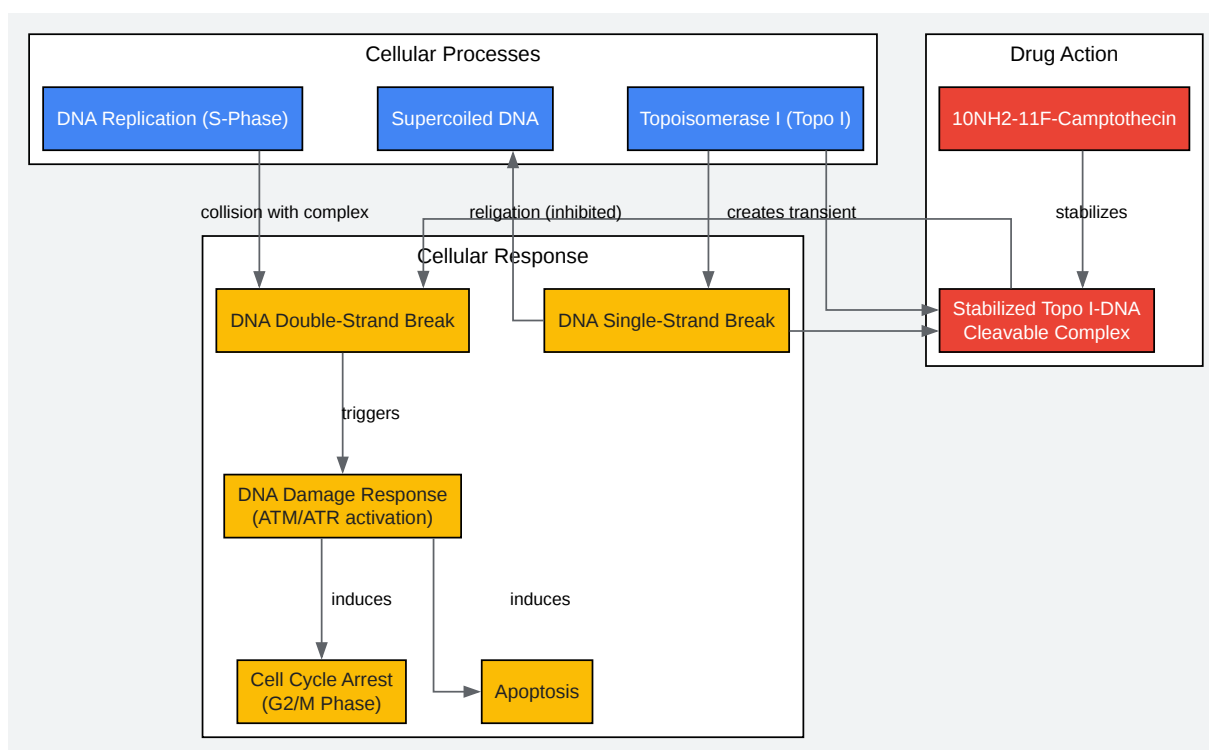 Cellular Processes
Drug Action
DNA Replication (S-Phase)
Supercoiled DNA
Topoisomerase I (Topo I)
10NH2-11F-Camptothecin
collision with complex
religation (inhibited)
creates transient
stabilizes
Cellular Response
DNA Double-Strand Break
DNA Single-Strand Break
Stabilized Topo I-DNA
Cleavable Complex
triggers
DNA Damage Response
(ATM/ATR activation)
induces
induces
Cell Cycle Arrest
(G2/M Phase)
Apoptosis